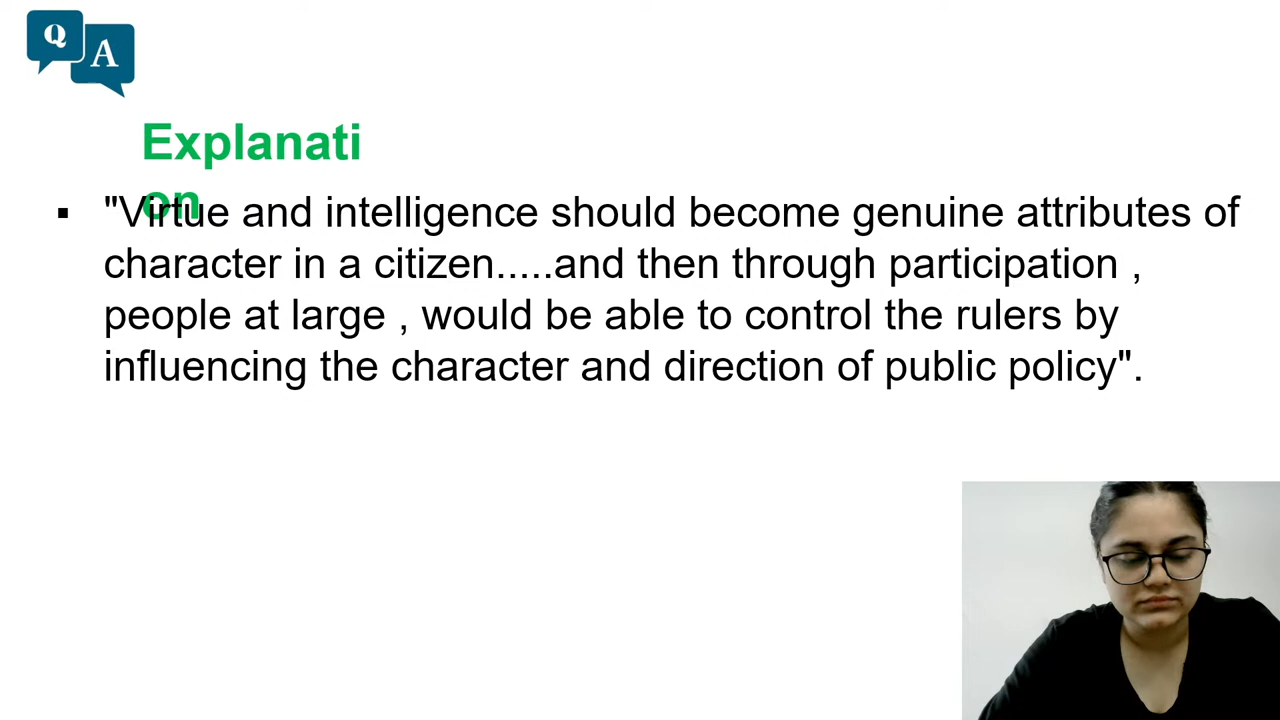 Q
A
Explanati
on
▪ "Virtue and intelligence should become genuine attributes of
character in a citizen.....and then through participation ,
people at large , would be able to control the rulers by
influencing the character and direction of public policy".